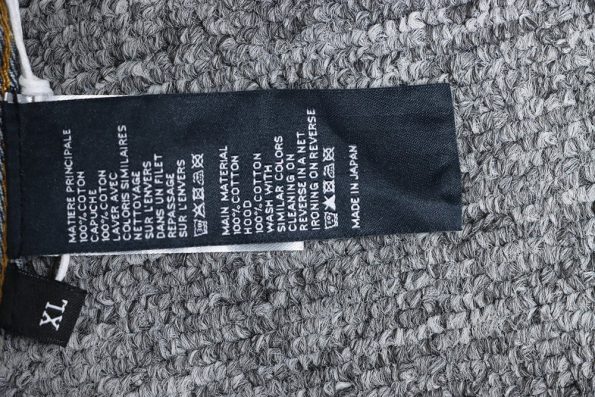 MATIERE PRINCIPALE
100% COTON
CAPUCHE
100% COTON
LAVER AVEC
COLORIS SIMILAIRES
NETTOYAGE
SUR L'ENVERS
DANS UN FILET
REPASSAGE
SUR L'ENVERS
MAIN MATERIAL
100% COTTON
HOOD
100% COTTON
WASH WITH
SIMILAR COLORS
CLEANING ON
REVERSE IN A NET
IRONING ON REVERSE
MADE IN JAPAN
XL